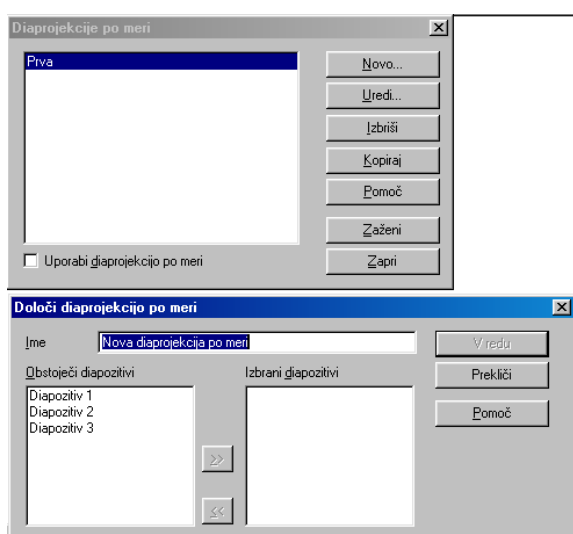 Diaprojekcije po meri
Prva
Novo...
Uredi...
Izbriši
Kopiraj
Pomoč
Zaženi
Uporabi diaprojekcijo po meri
Zapri
Določi diaprojekcijo po meri
Ime
Nova diaprojekcija po meri
V redu
Obstoječi diapozitivi
Izbrani diapozitivi
Prekliči
Diapozitiv 1
Diapozitiv 2
Diapozitiv 3
Pomoč
>>
<<